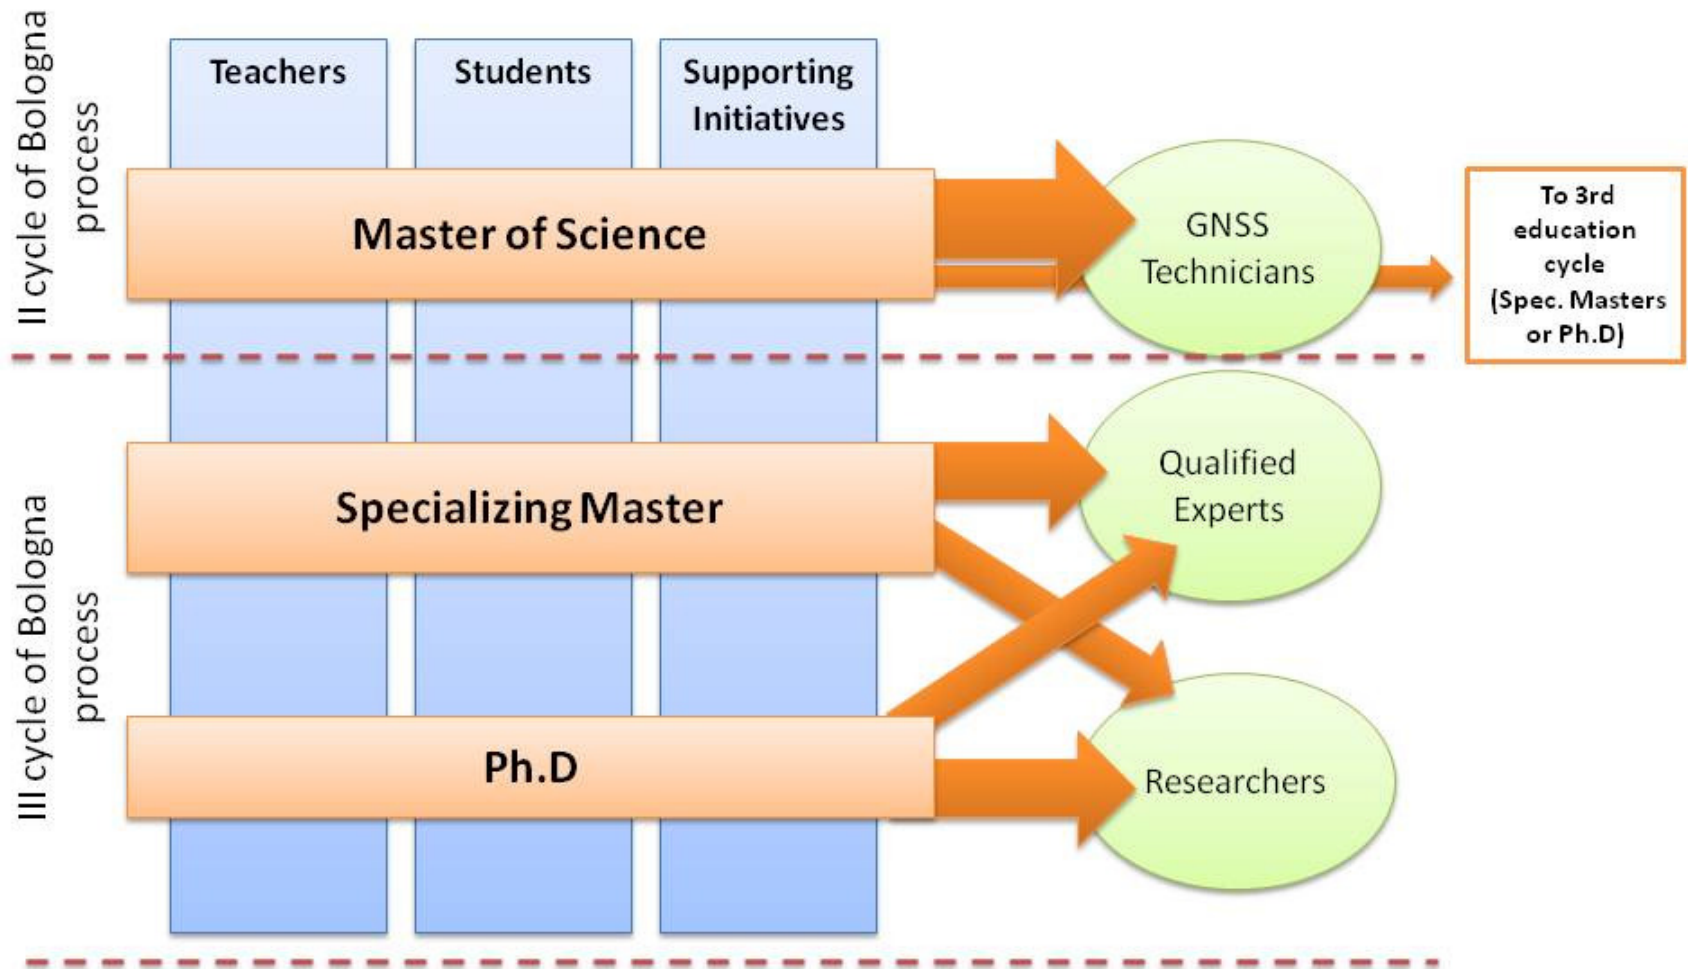 II cycle of Bologna
process
Teachers
Students
Supporting
Initiatives
Master of Science
GNSS
Technicians
To 3rd
education
cycle
(Spec. Masters
or Ph.D)
III cycle of Bologna
process
Specializing Master
Qualified
Experts
Ph.D
Researchers